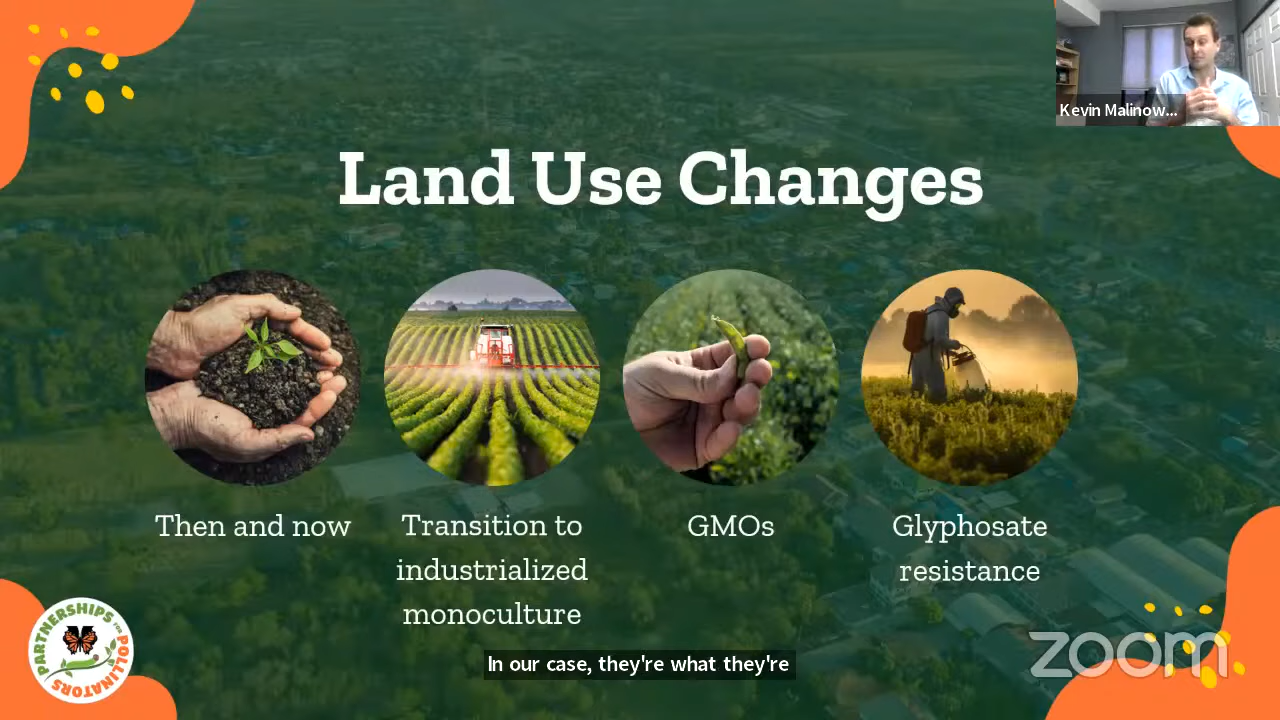 Kevin Malinow...
Land Use Changes
Then and now
Transition to
industrialized
monoculture
GMOs
Glyphosate
resistance
PARTNERSHIPS FOR POLLINATORS
In our case, they're what they're
zoom